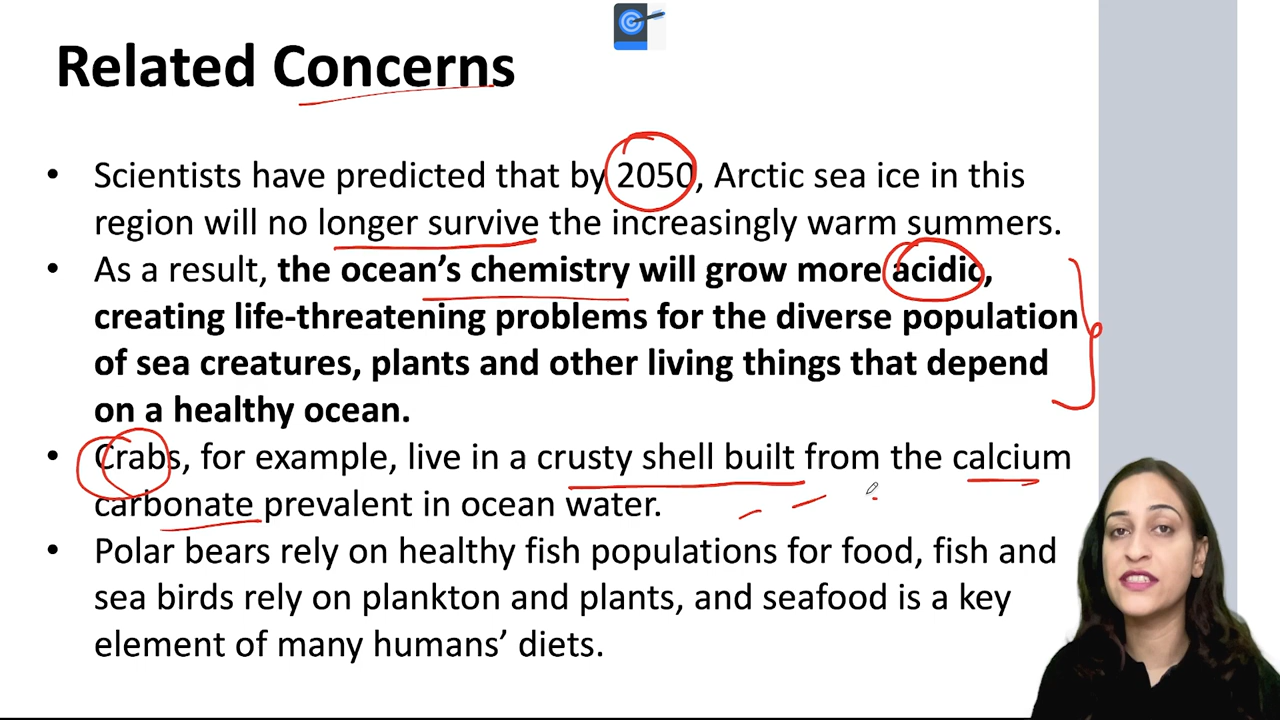 Related Concerns
• Scientists have predicted that by 2050, Arctic sea ice in this
region will no longer survive the increasingly warm summers.
• As a result, the ocean’s chemistry will grow more acidic,
creating life-threatening problems for the diverse population
of sea creatures, plants and other living things that depend
on a healthy ocean.
• Crabs, for example, live in a crusty shell built from the calcium
carbonate prevalent in ocean water.
• Polar bears rely on healthy fish populations for food, fish and
sea birds rely on plankton and plants, and seafood is a key
element of many humans’ diets.